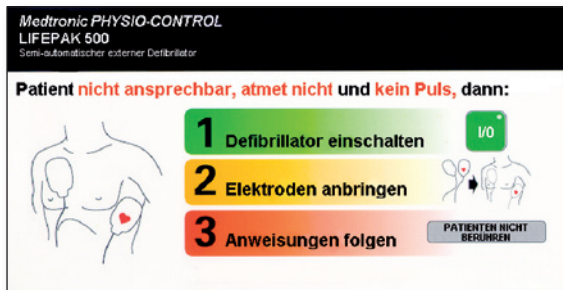 Medtronic PHYSIO-CONTROL
LIFEPAK 500
Semi-automatischer externer Defibrillator
Patient nicht ansprechbar, atmet nicht und kein Puls, dann:
1 Defibrillator einschalten
I/0
2 Elektroden anbringen
3 Anweisungen folgen
PATIENTEN NICHT
BERÜHREN